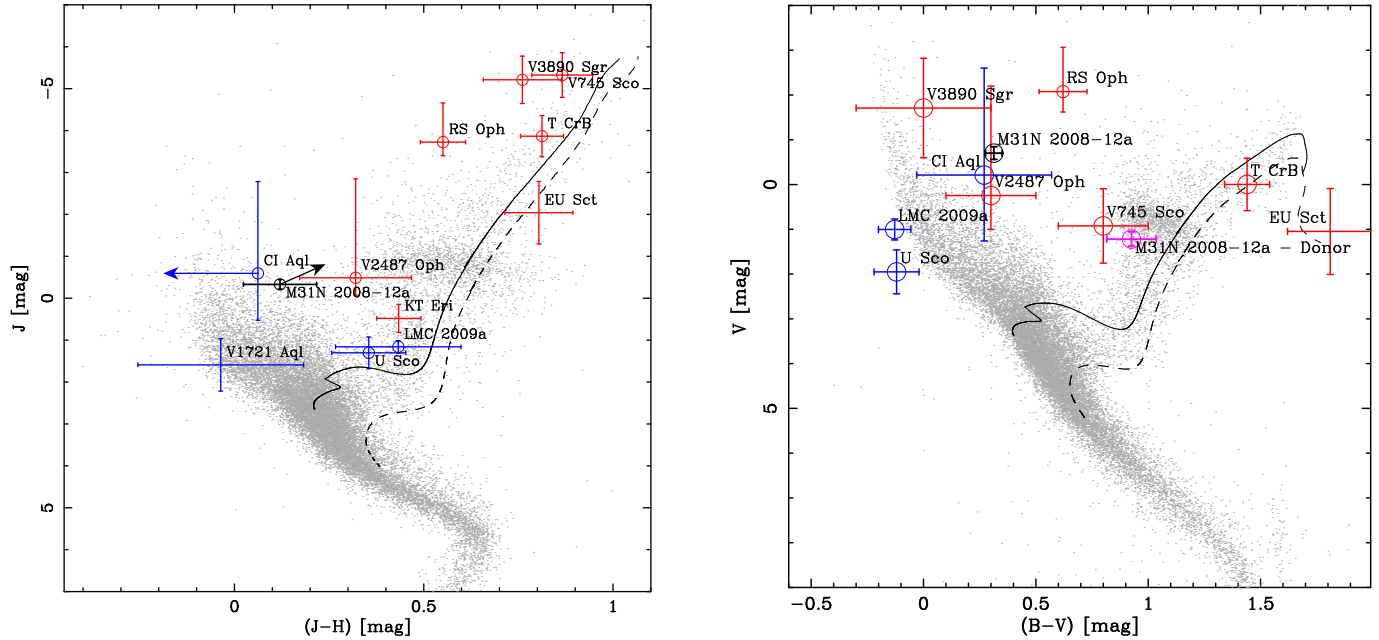 V3890 Sgr
V745 Sco
RS Oph
T CrB
EU Sct
CI Aql
V2487 Oph
M31N 2008-12a
KT Eri
LMC 2009a
V1721 Aql
U Sco
-5
0
5
J [mag]
0
0.5
1
(J-H) [mag]
RS Oph
V3890 Sgr
M31N 2008-12a
CI Aql
V2487 Oph
T CrB
LMC 2009a
V745 Sco
EU Sct
M31N 2008-12a - Donor
U Sco
0
5
V [mag]
-0.5
0
0.5
1
1.5
(B-V) [mag]